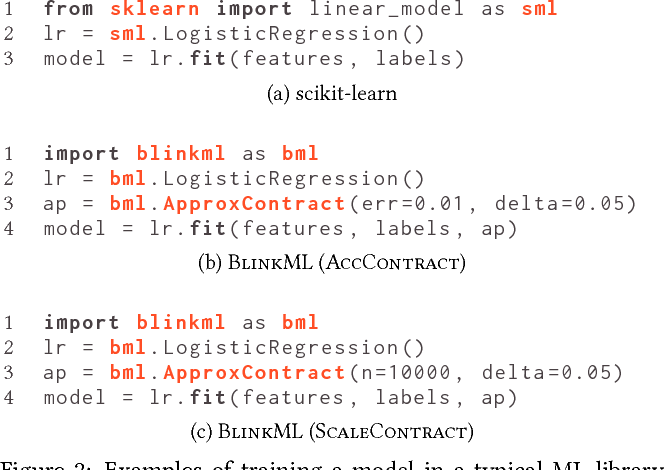 1 from sklearn import linear_model as sml
2 lr = sml.LogisticRegression()
3 model = lr.fit(features, labels)
(a) scikit-learn
1 import blinkml as bml
2 lr = bml.LogisticRegression()
3 ap = bml.ApproxContract(err=0.01, delta=0.05)
4 model = lr.fit(features, labels, ap)
(b) BlinkML (AccContract)
1 import blinkml as bml
2 lr = bml.LogisticRegression()
3 ap = bml.ApproxContract(n=10000, delta=0.05)
4 model = lr.fit(features, labels, ap)
(c) BlinkML (ScaleContract)
Figure 2: Examples of training a model in a typical ML library